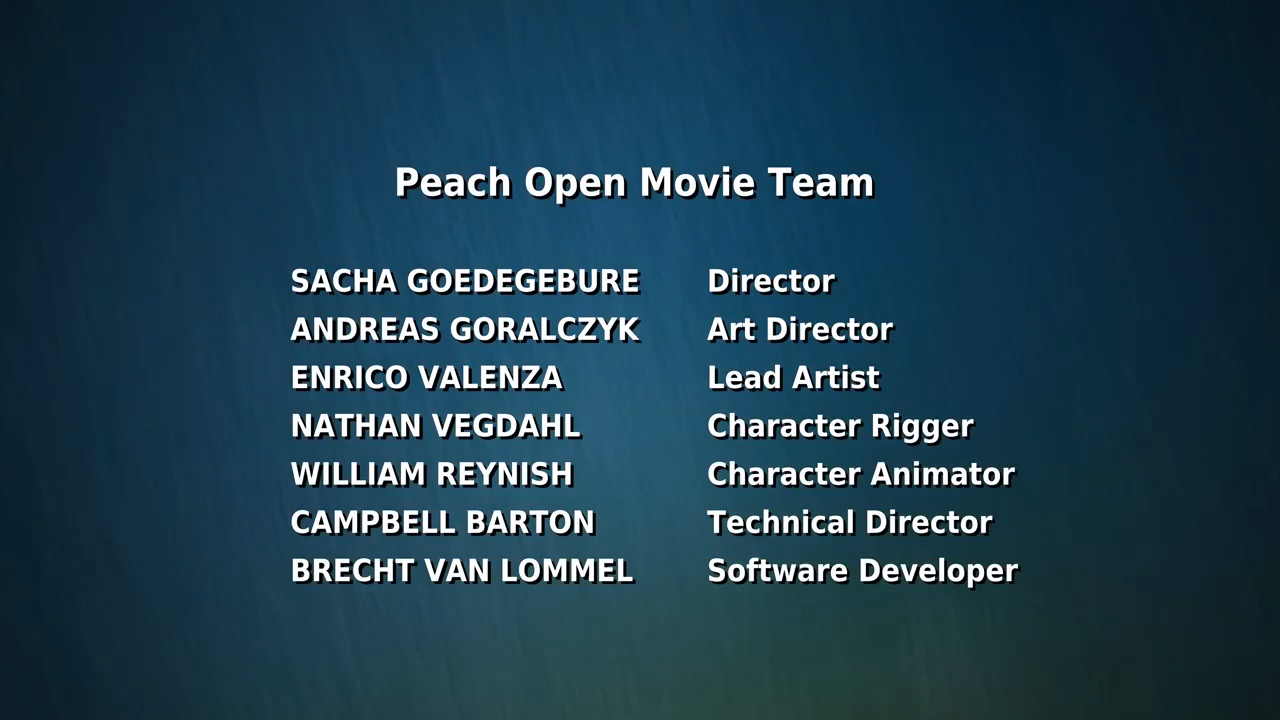 Peach Open Movie Team
SACHA GOEDEGEBURE Director
ANDREAS GORALCZYK Art Director
ENRICO VALENZA Lead Artist
NATHAN VEGDAHL Character Rigger
WILLIAM REYNISH Character Animator
CAMPBELL BARTON Technical Director
BRECHT VAN LOMMEL Software Developer